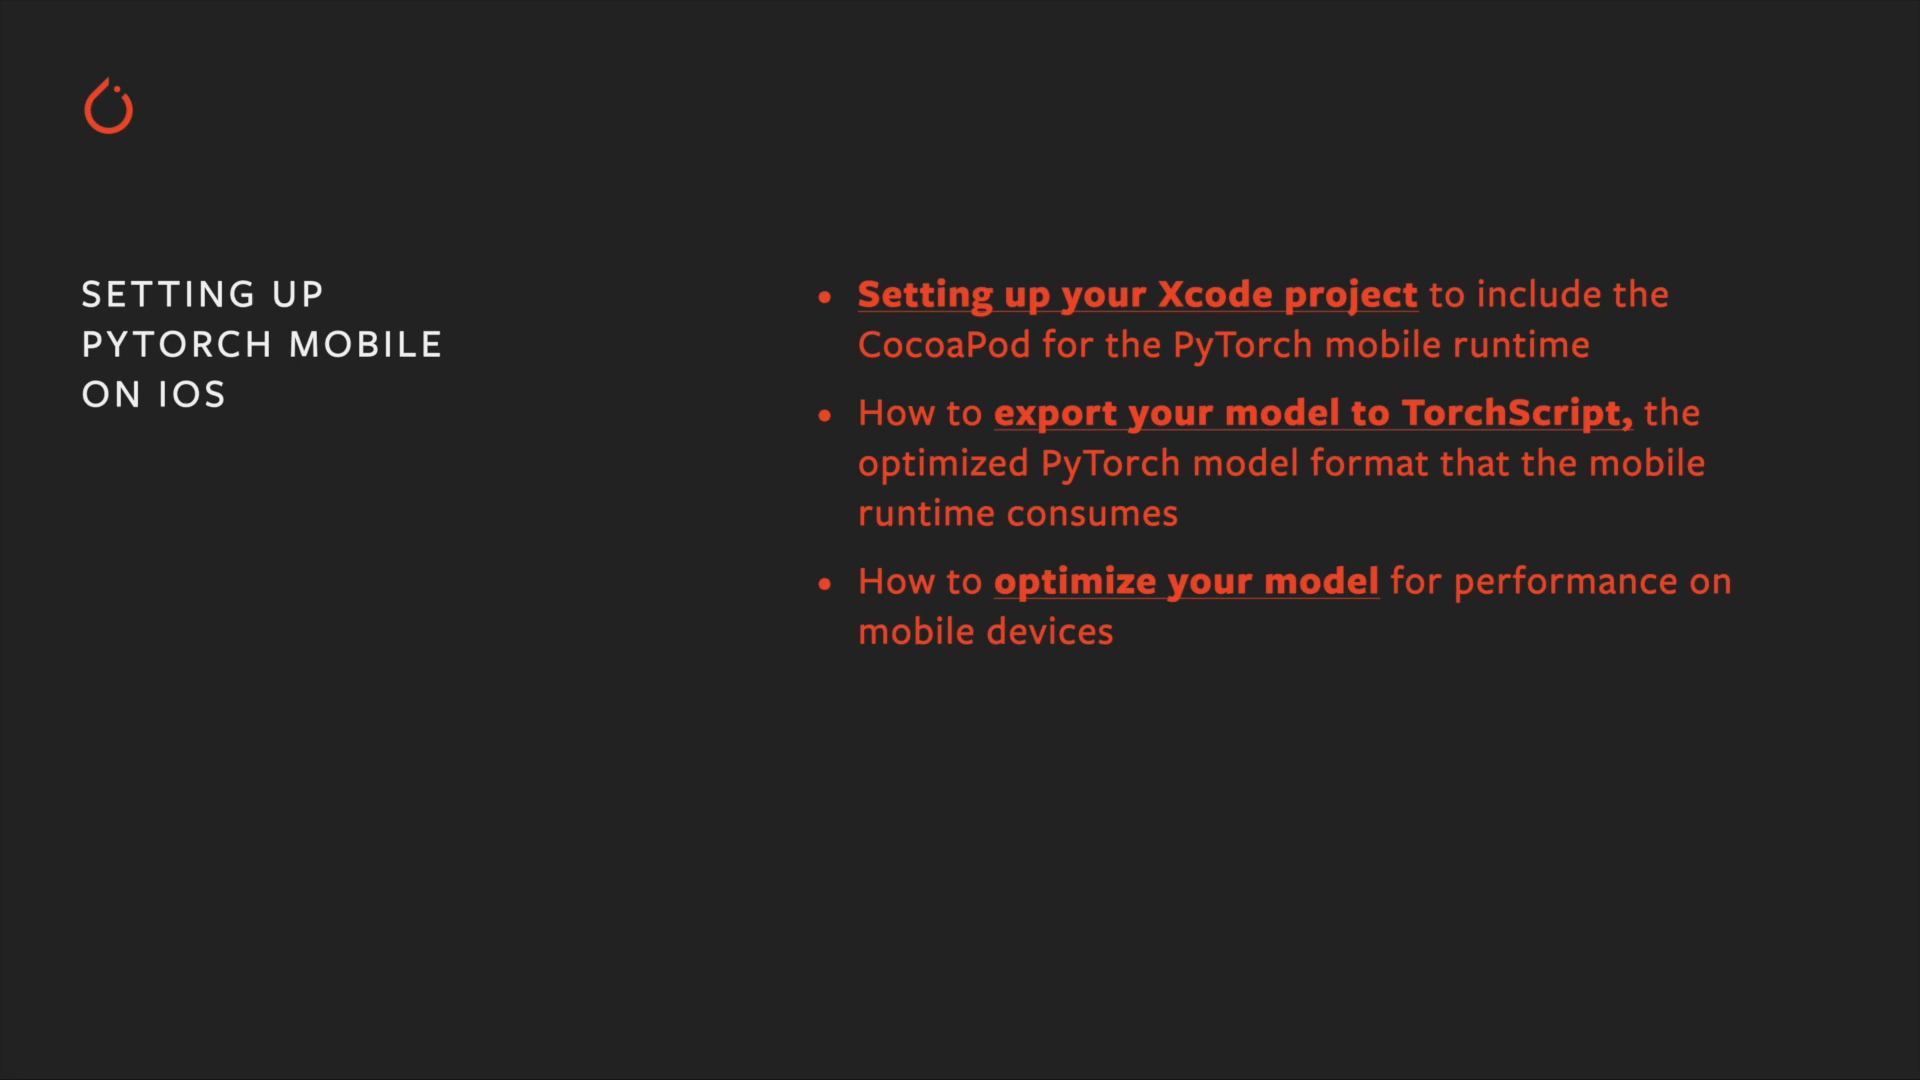 SETTING UP
PYTORCH MOBILE
ON IOS
• Setting up your Xcode project to include the
CocoaPod for the PyTorch mobile runtime
• How to export your model to TorchScript, the
optimized PyTorch model format that the mobile
runtime consumes
• How to optimize your model for performance on
mobile devices